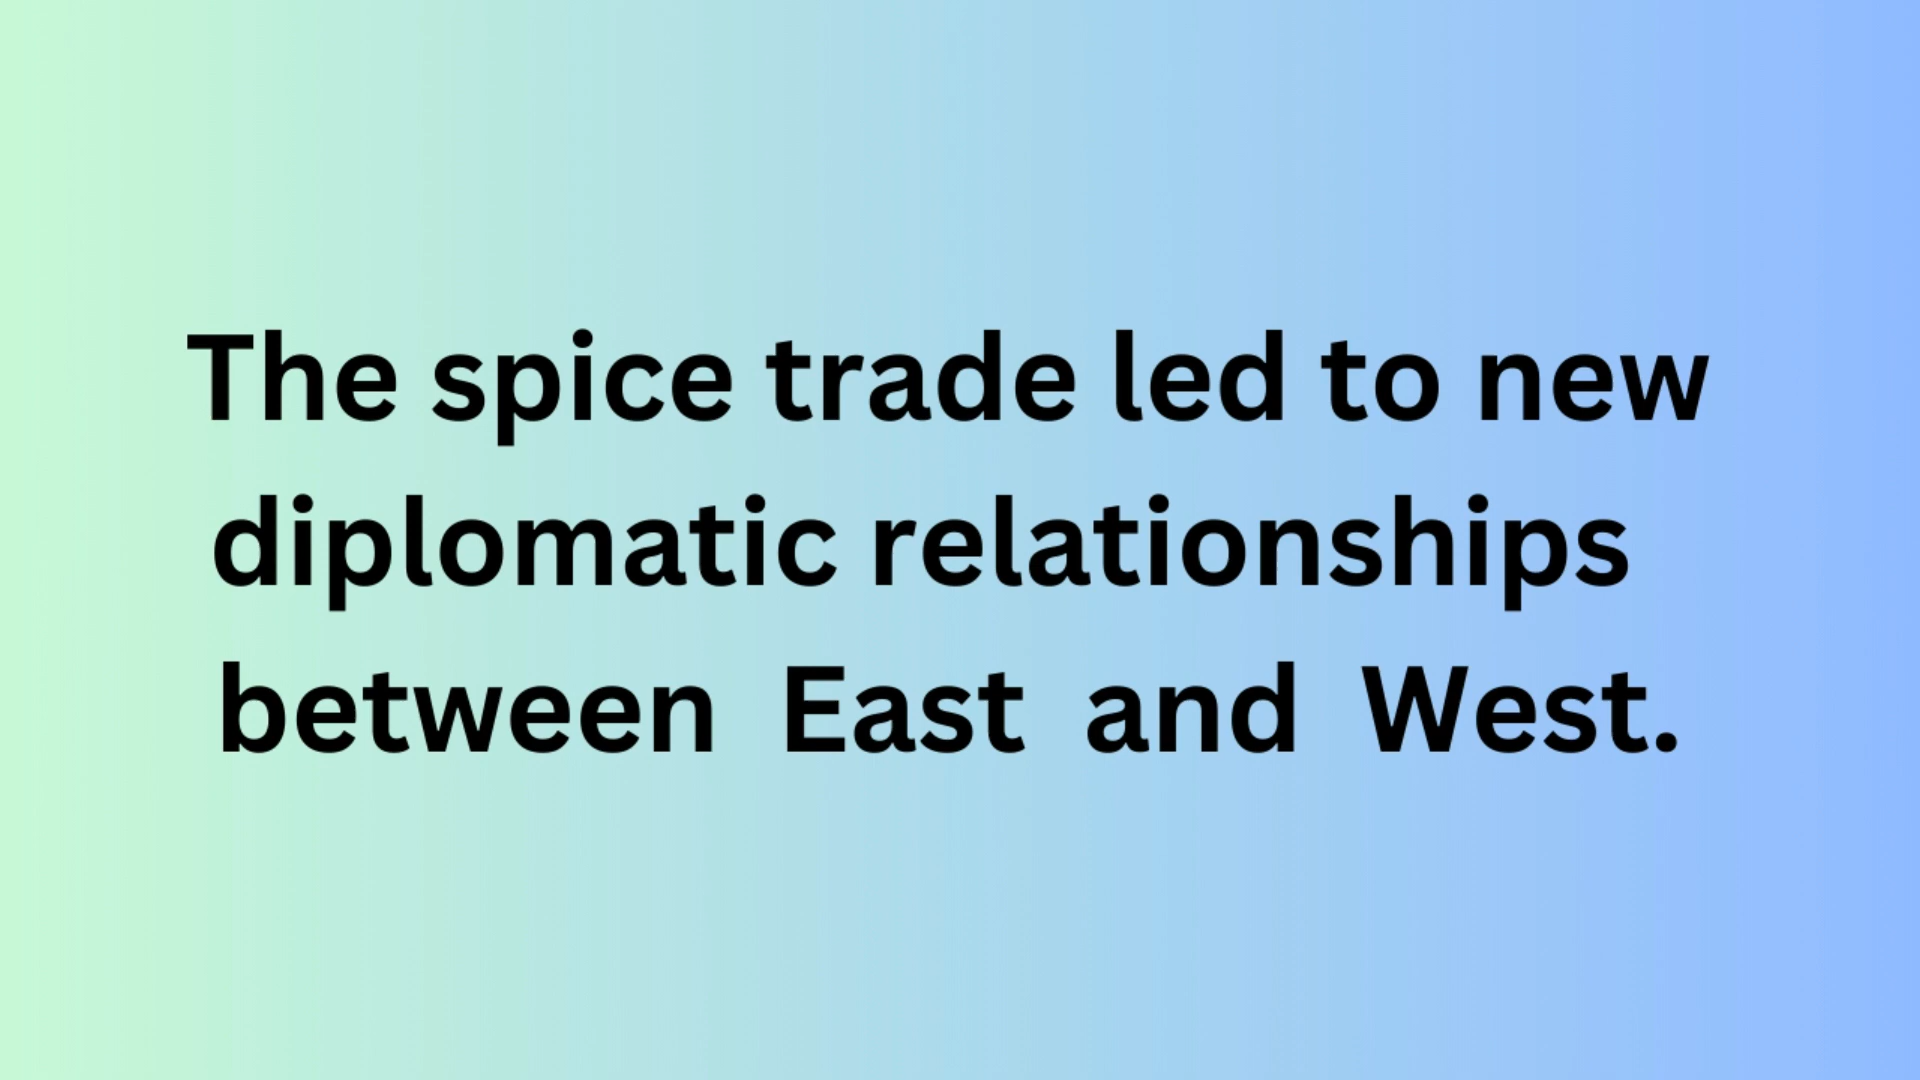 The spice trade led to new
diplomatic relationships
between East and West.